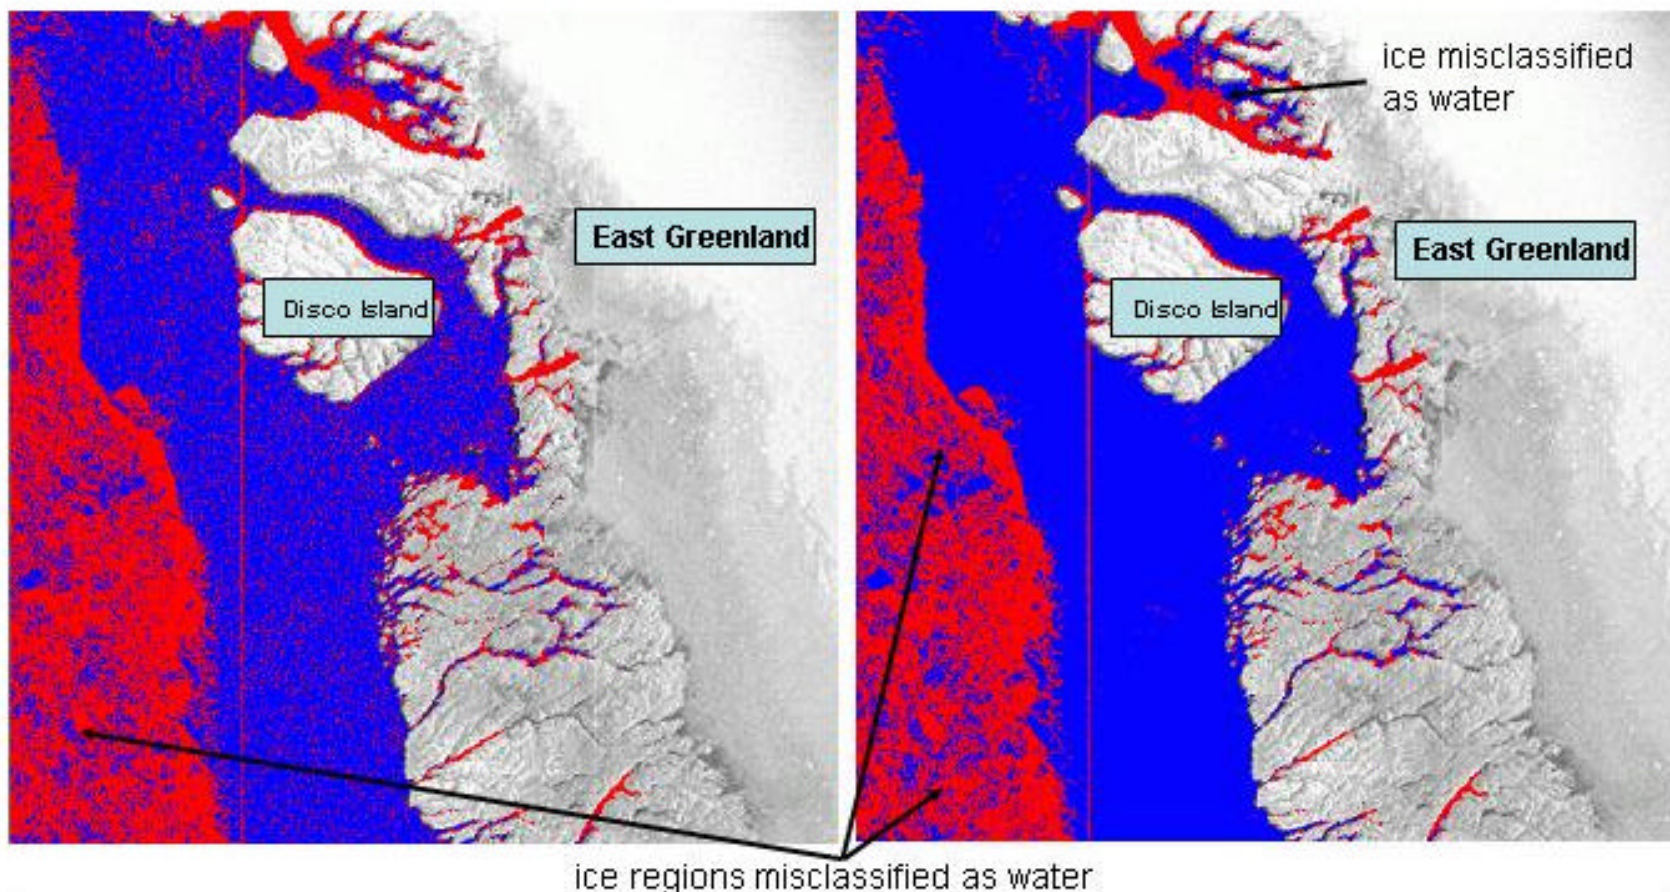 ice misclassified
as water
East Greenland
East Greenland
Disco Island
Disco Island
ice regions misclassified as water